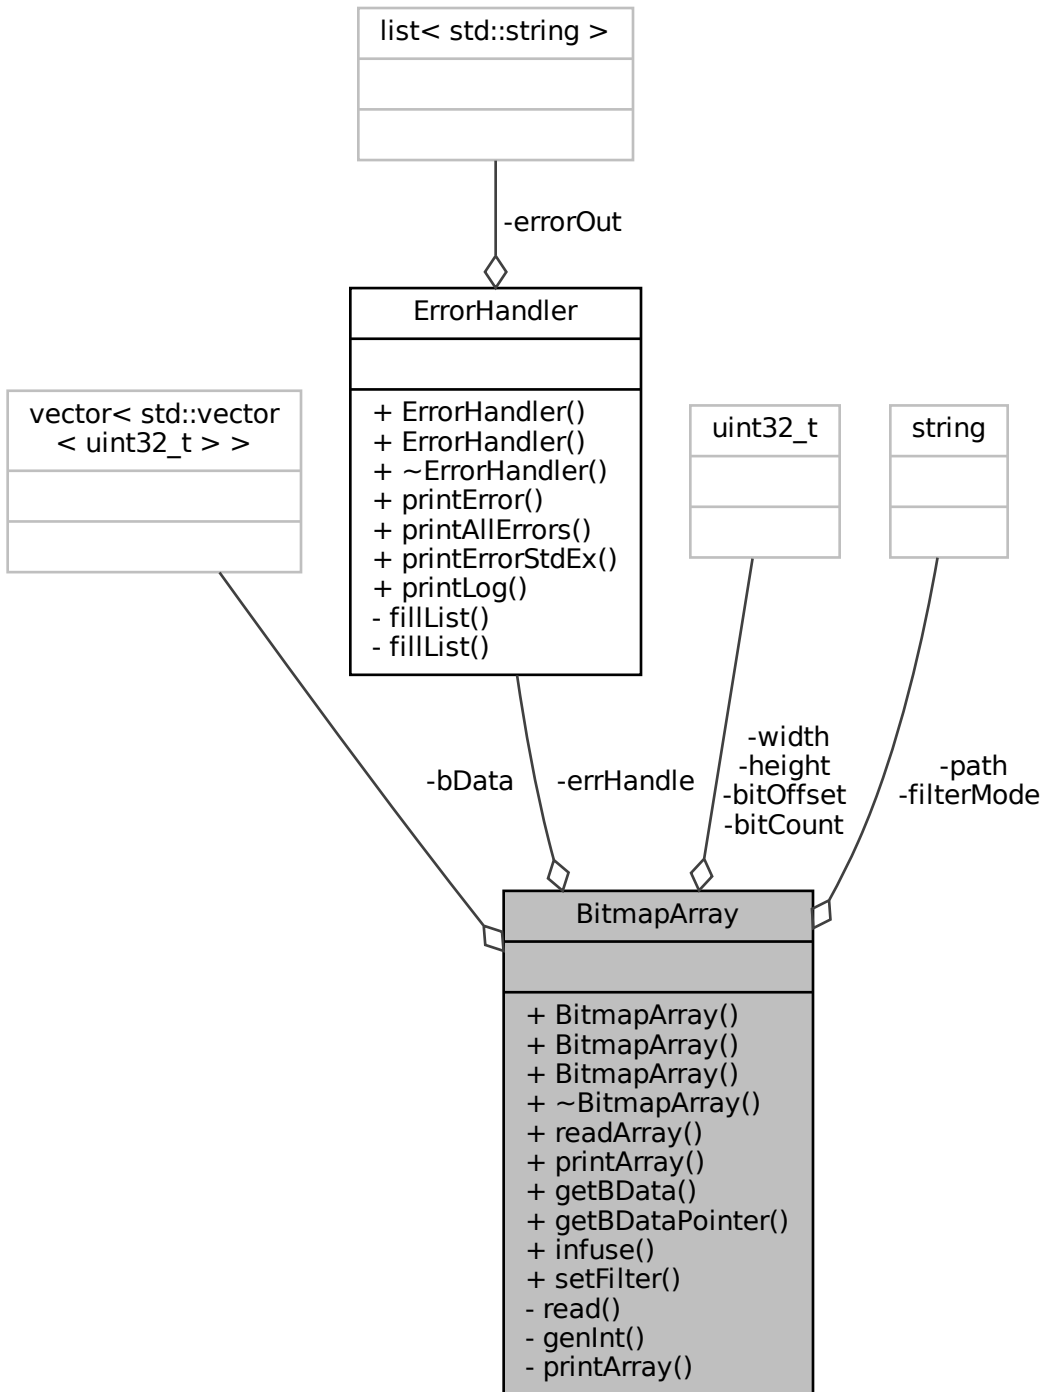 list< std::string >
-errorOut
ErrorHandler
+ ErrorHandler()
+ ErrorHandler()
+ ~ErrorHandler()
+ printError()
+ printAllErrors()
+ printErrorStdEx()
+ printLog()
- fillList()
- fillList()
vector< std::vector
< uint32_t > >
uint32_t
string
-bData
-errHandle
-width
-height
-bitOffset
-bitCount
-path
-filterMode
BitmapArray
+ BitmapArray()
+ BitmapArray()
+ BitmapArray()
+ ~BitmapArray()
+ readArray()
+ printArray()
+ getBData()
+ getBDataPointer()
+ infuse()
+ setFilter()
- read()
- genInt()
- printArray()